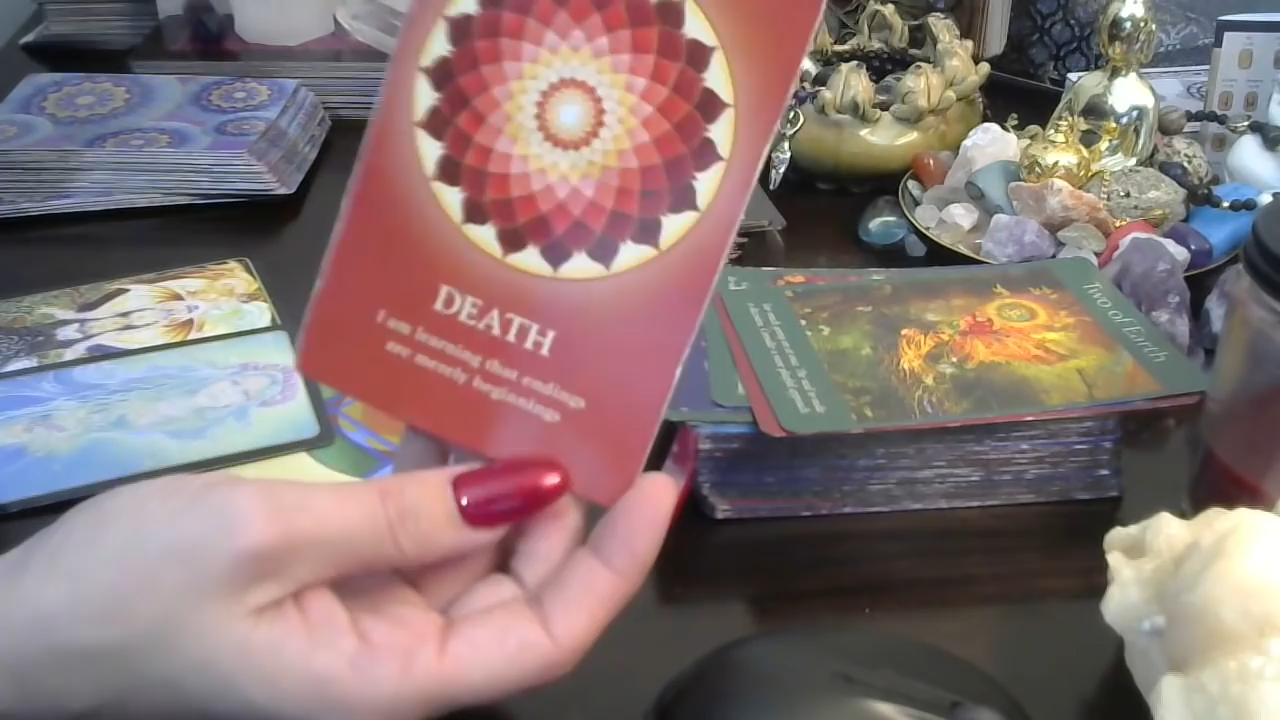 DEATH
I am learning that endings
are merely beginnings
Two of Earth